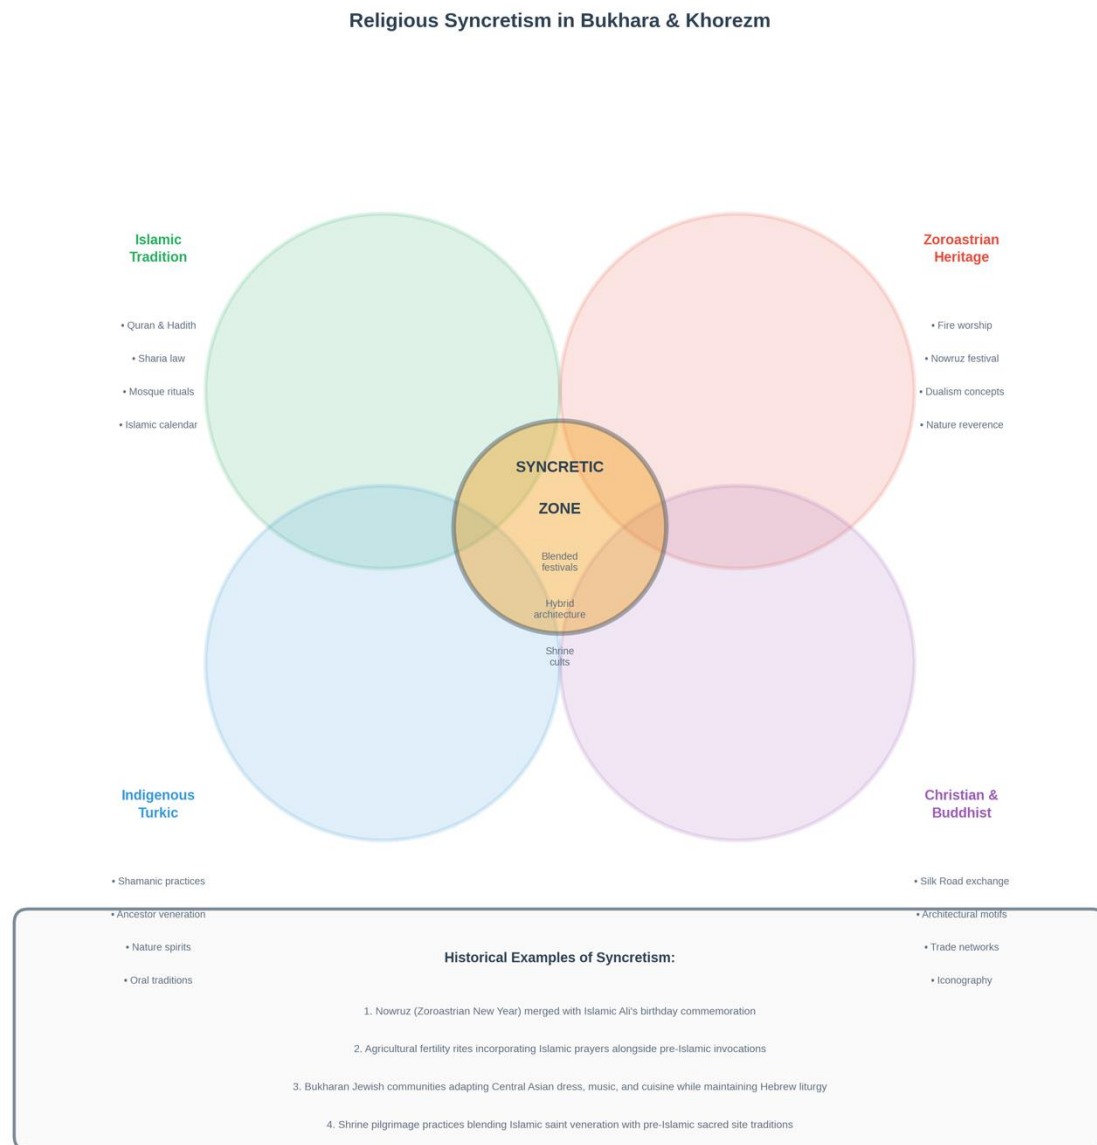 Religious Syncretism in Bukhara & Khorezm
Islamic
Tradition
• Quran & Hadith
• Sharia law
• Mosque rituals
• Islamic calendar
Zoroastrian
Heritage
• Fire worship
• Nowruz festival
• Dualism concepts
• Nature reverence
SYNCRETIC
ZONE
Blended
festivals
Hybrid
architecture
Shrine
cults
Indigenous
Turkic
• Shamanic practices
• Ancestor veneration
• Nature spirits
• Oral traditions
Christian &
Buddhist
• Silk Road exchange
• Architectural motifs
• Trade networks
• Iconography
Historical Examples of Syncretism:
1. Nowruz (Zoroastrian New Year) merged with Islamic Ali's birthday commemoration
2. Agricultural fertility rites incorporating Islamic prayers alongside pre-Islamic invocations
3. Bukharan Jewish communities adapting Central Asian dress, music, and cuisine while maintaining Hebrew liturgy
4. Shrine pilgrimage practices blending Islamic saint veneration with pre-Islamic sacred site traditions